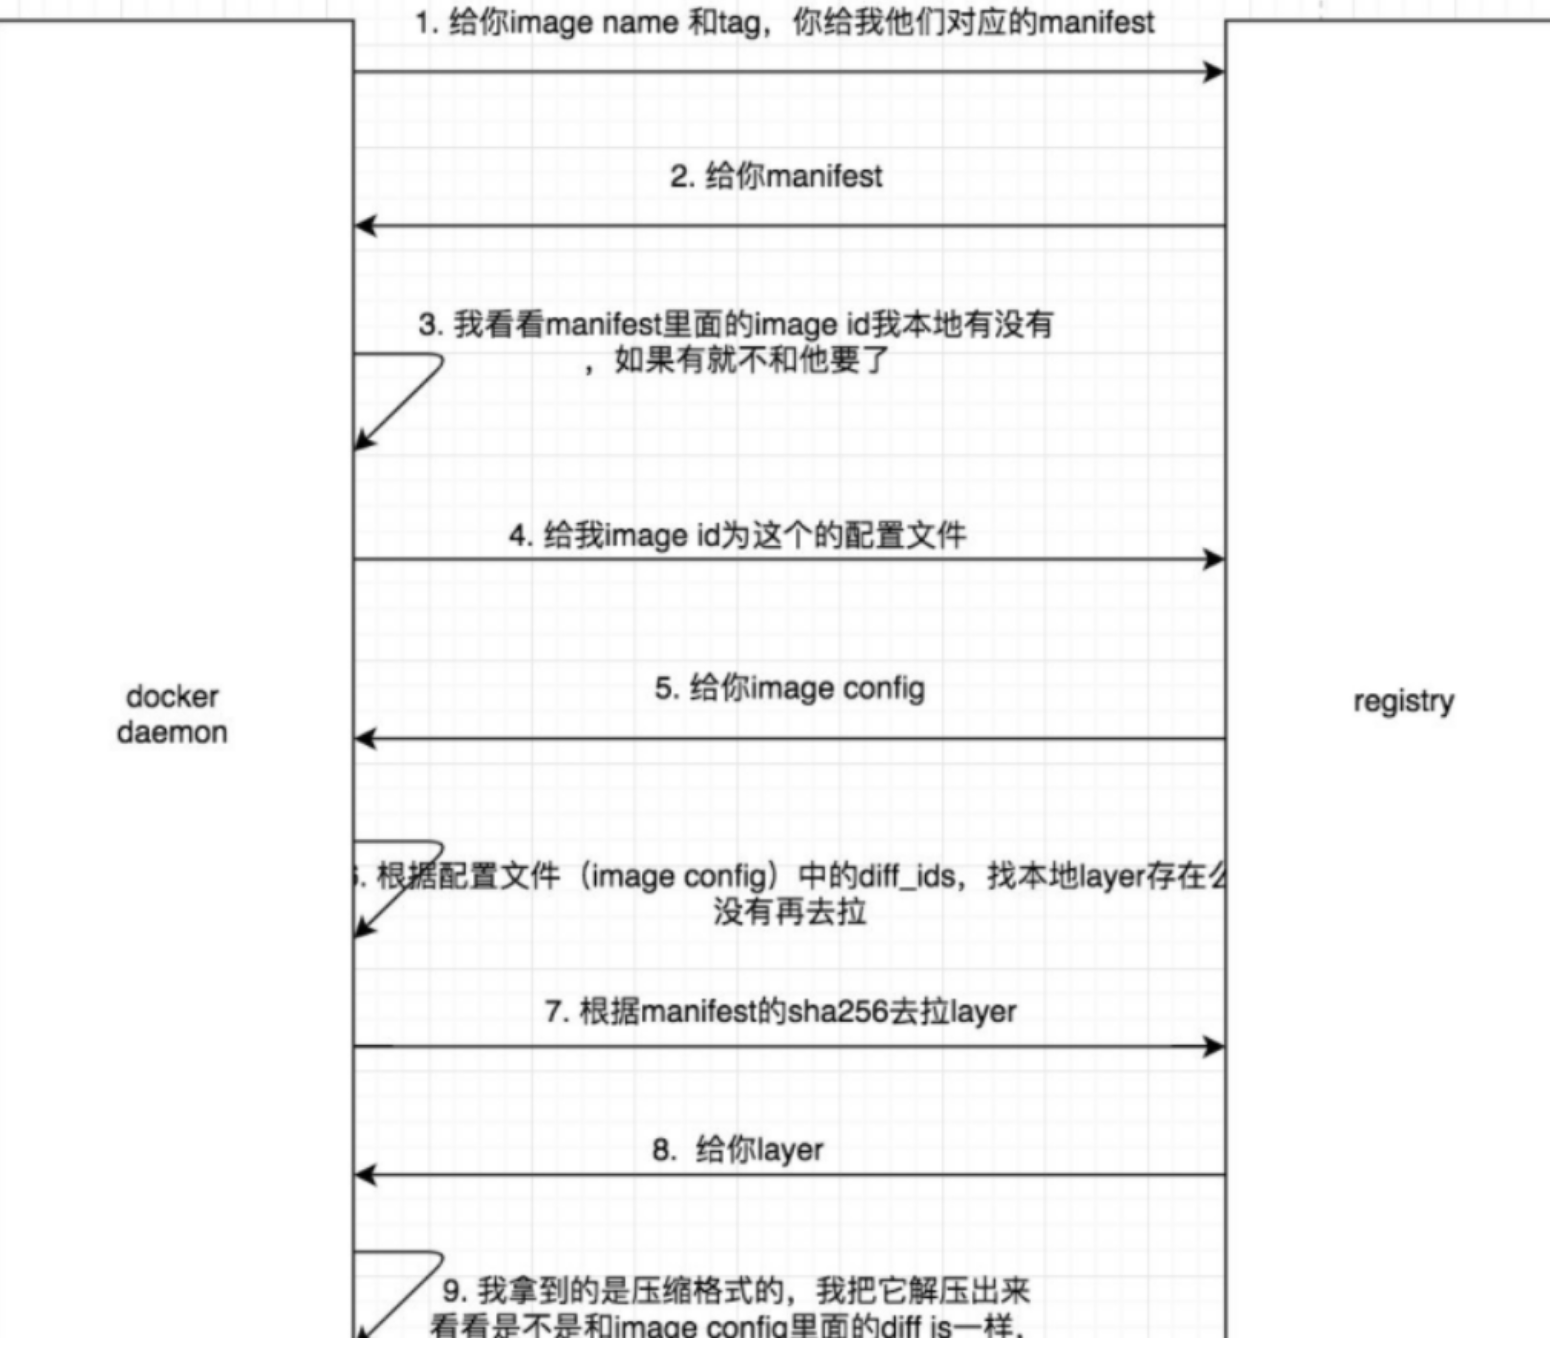 1. 给你image name 和tag，你给我他们对应的manifest
2. 给你manifest
3. 我看看manifest里面的image id我本地有没有
，如果有就不和他要了
4. 给我image id为这个的配置文件
5. 给你image config
docker
daemon
registry
6. 根据配置文件（image config）中的diff_ids，找本地layer存在么
没有再去拉
7. 根据manifest的sha256去拉layer
8. 给你layer
9. 我拿到的是压缩格式的，我把它解压出来
看看是不是和image config里面的diff is一样，